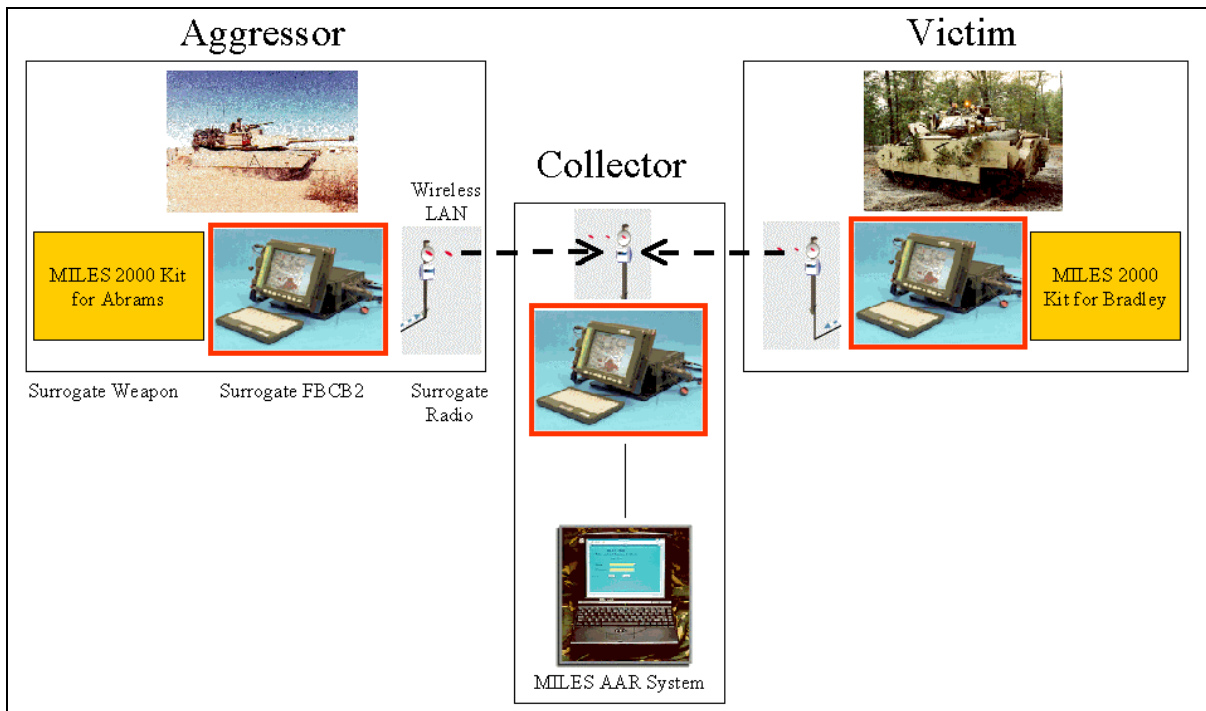 Aggressor
Victim
Collector
Wireless
LAN
MILES 2000 Kit
for Abrams
MILES 2000
Kit for Bradley
Surrogate Weapon
Surrogate FBCB2
Surrogate
Radio
MILES AAR System